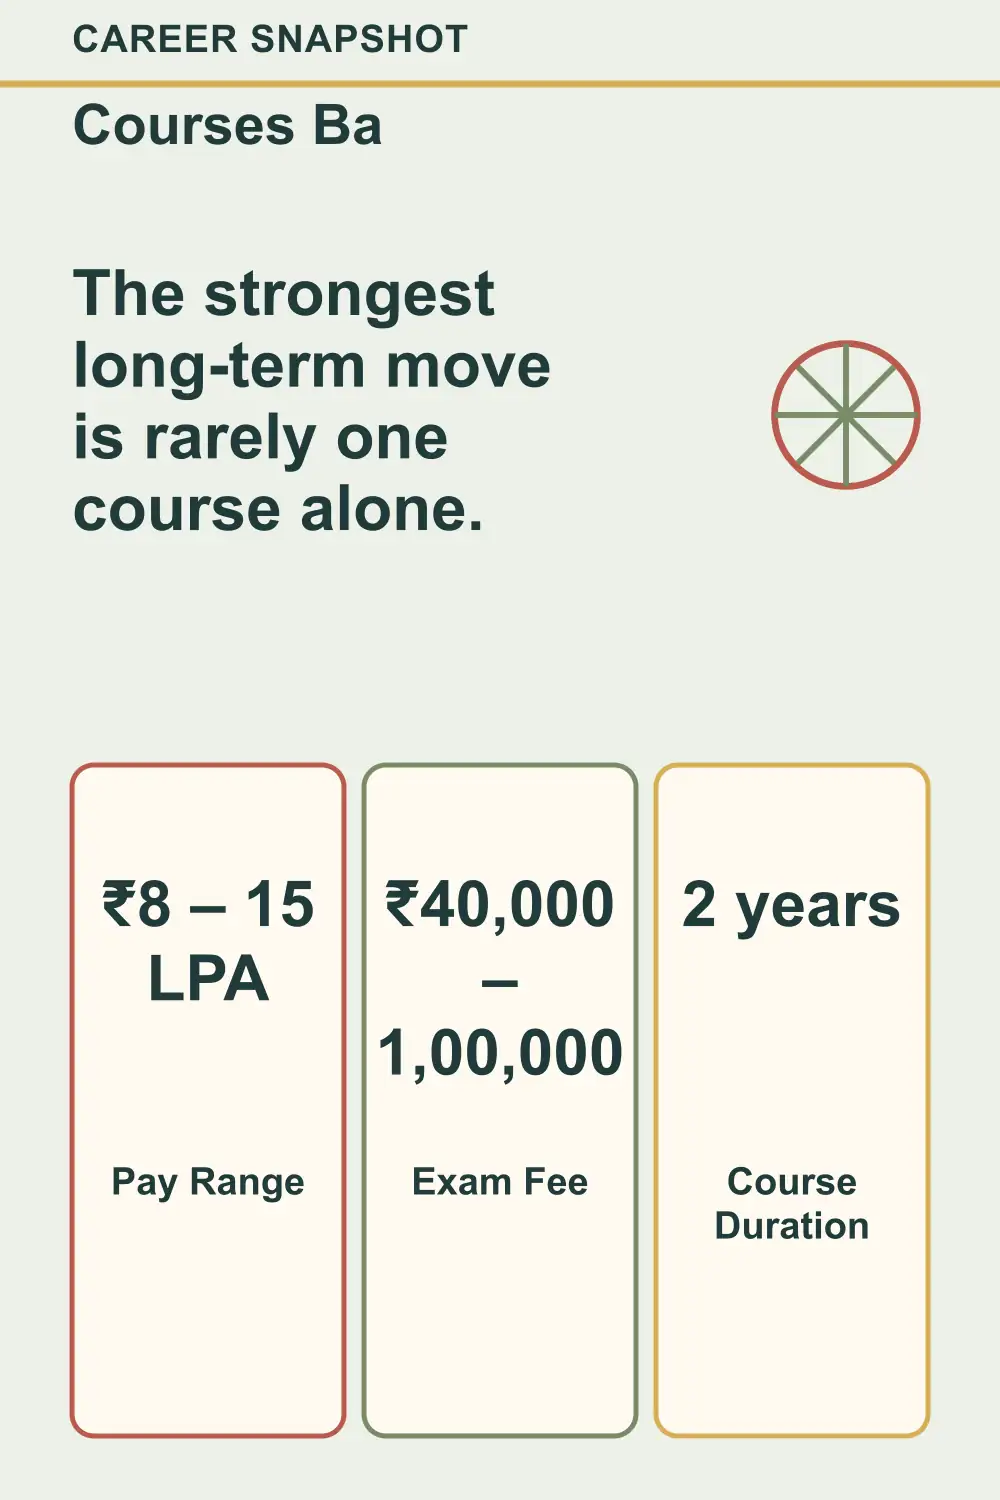 CAREER SNAPSHOT
Courses Ba
The strongest
long-term move
is rarely one
course alone.
₹8 – 15
LPA
Pay Range
₹40,000
–
1,00,000
Exam Fee
2 years
Course
Duration